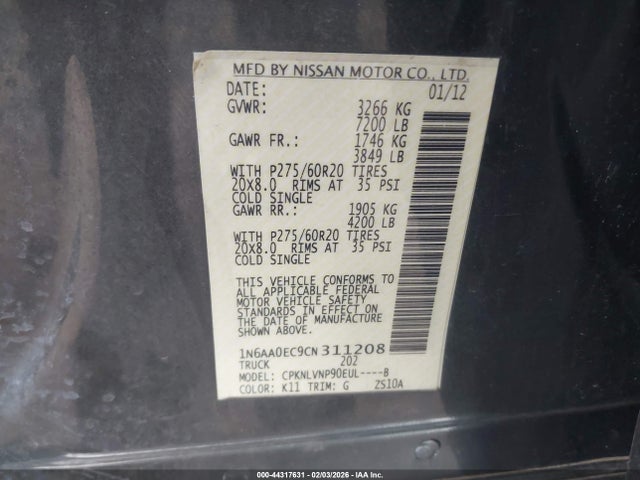 MFD BY NISSAN MOTOR CO., LTD.
DATE: 01/12
GVWR: 3266 KG
7200 LB
GAWR FR.: 1746 KG
3849 LB
WITH P275/60R20 TIRES
20X8.0 RIMS AT 35 PSI
COLD SINGLE
GAWR RR.: 1905 KG
4200 LB
WITH P275/60R20 TIRES
20X8.0 RIMS AT 35 PSI
COLD SINGLE
THIS VEHICLE CONFORMS TO
ALL APPLICABLE FEDERAL
MOTOR VEHICLE SAFETY
STANDARDS IN EFFECT ON
THE DATE OF MANUFACTURE
SHOWN ABOVE.
1N6AA0EC9CN311208
TRUCK 202
MODEL: CPKNLVNP90EUL----B
COLOR: K11 TRIM: G ZS10A
000-44317631 - 02/03/2026 - IAA Inc.